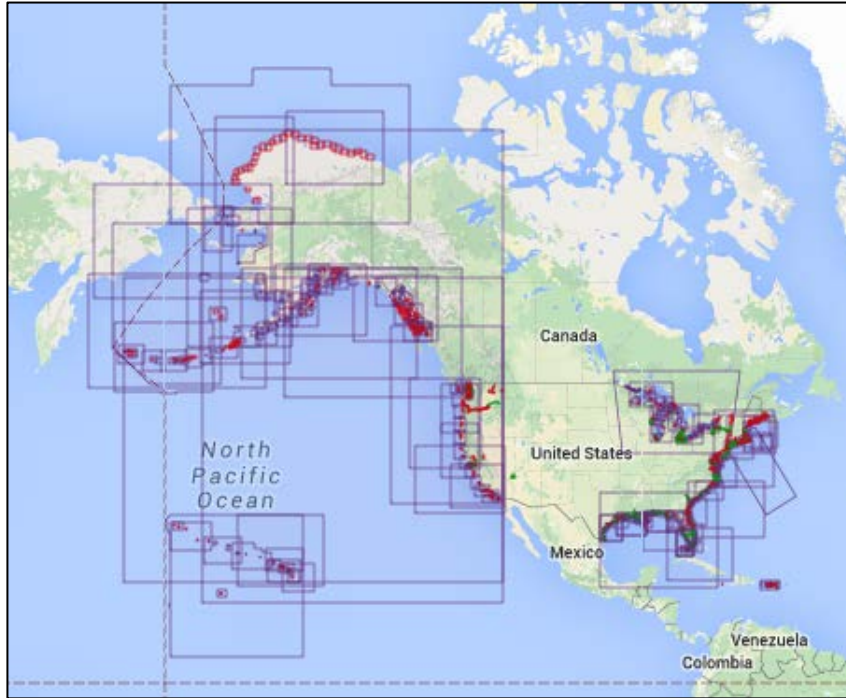 Canada
United States
North
Pacific
Ocean
Mexico
Venezuela
Colombia